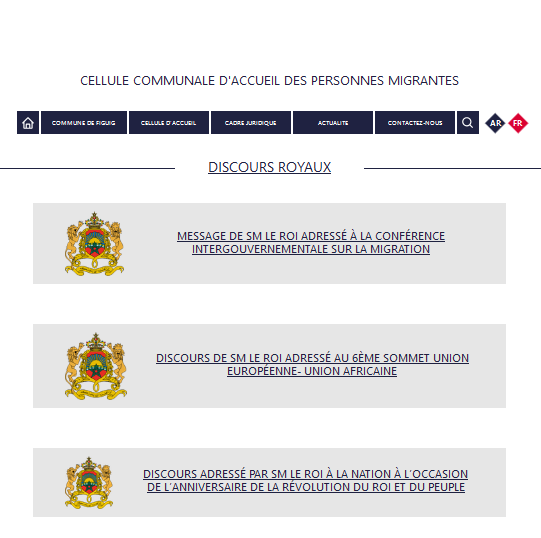 CELLULE COMMUNALE D'ACCUEIL DES PERSONNES MIGRANTES
COMMUNE DE FIGUIG
CELLULE D'ACCUEIL
CADRE JURIDIQUE
ACTUALITE
CONTACTEZ-NOUS
AR
FR
DISCOURS ROYAUX
MESSAGE DE SM LE ROI ADRESSÉ À LA CONFÉRENCE
INTERGOUVERNEMENTALE SUR LA MIGRATION
DISCOURS DE SM LE ROI ADRESSÉ AU 6ÈME SOMMET UNION
EUROPÉENNE- UNION AFRICAINE
DISCOURS ADRESSÉ PAR SM LE ROI À LA NATION À L'OCCASION
DE L'ANNIVERSAIRE DE LA RÉVOLUTION DU ROI ET DU PEUPLE